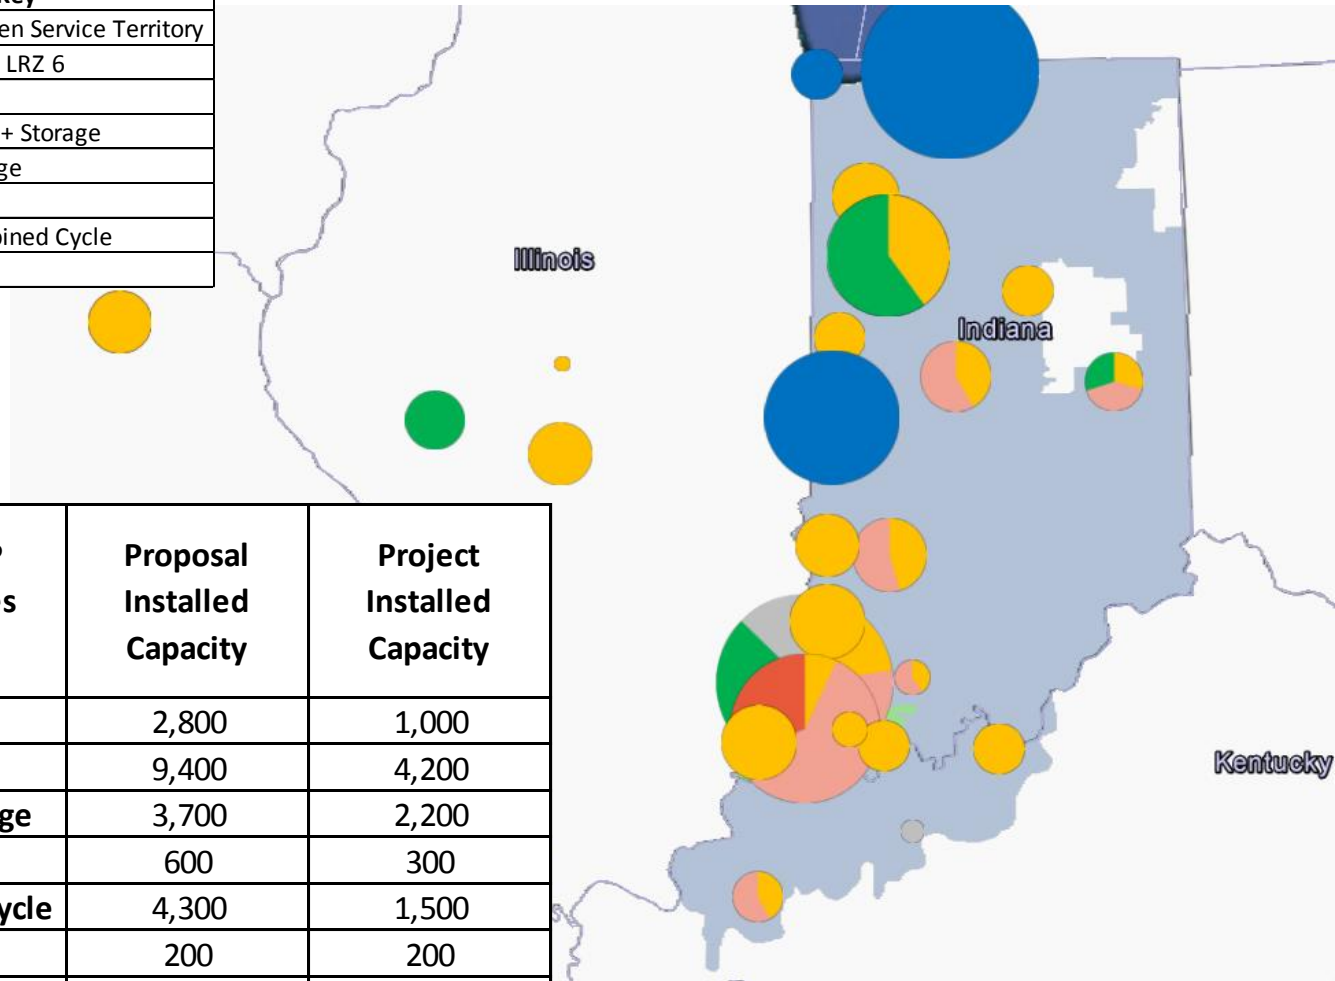 en Service Territory
LRZ 6
+ Storage
ge
ined Cycle
Illinois
Indiana
Kentucky
Proposal Installed Capacity
Project Installed Capacity
s
2,800 1,000
9,400 4,200
ge 3,700 2,200
600 300
ycle 4,300 1,500
200 200